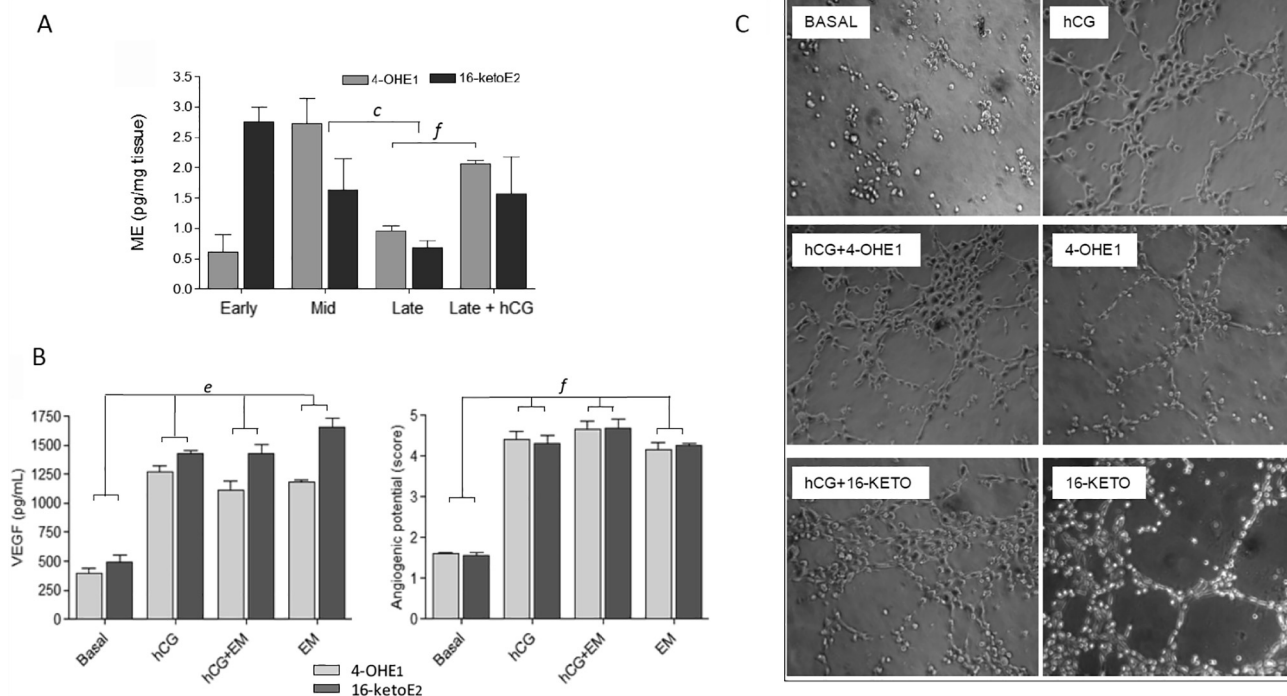 A
4-OHE1 16-ketoE2
3.5
3.0
2.5
2.0
1.5
1.0
0.5
0.0
ME (pg/mg tissue)
c
f
Early Mid Late Late + hCG
B
e
1750
1500
1250
1000
750
500
250
0
VEGF (pg/mL)
Basal hCG hCG+EM EM
f
5
4
3
2
1
0
Angiogenic potential (score)
Basal hCG hCG+EM EM
4-OHE1
16-ketoE2
C
BASAL hCG
hCG+4-OHE1 4-OHE1
hCG+16-KETO 16-KETO